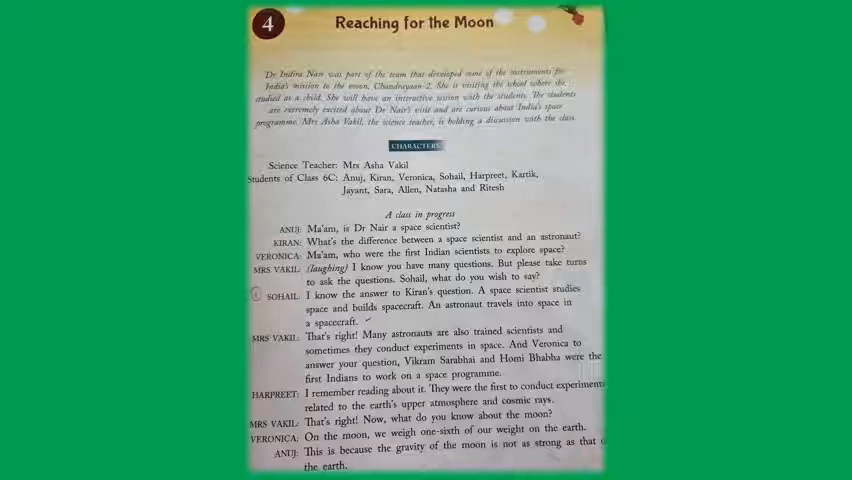 4
Reaching for the Moon
Dr Indira Nair was part of the team that developed some of the instruments for
India's mission to the moon, Chandrayaan-2. She is visiting the school where she
studied as a child. She will have an interactive session with the students. The students
are extremely excited about Dr Nair's visit and are curious about India's space
programme. Mrs Asha Vakil, the science teacher, is holding a discussion with the class.
CHARACTERS
Science Teacher: Mrs Asha Vakil
Students of Class 6C: Anuj, Kiran, Veronica, Sohail, Harpreet, Kartik,
Jayant, Sara, Allen, Natasha and Ritesh
A class in progress
ANUJ: Ma'am, is Dr Nair a space scientist?
KIRAN: What's the difference between a space scientist and an astronaut?
VERONICA: Ma'am, who were the first Indian scientists to explore space?
MRS VAKIL: (laughing) I know you have many questions. But please take turns
to ask the questions. Sohail, what do you wish to say?
SOHAIL: I know the answer to Kiran's question. A space scientist studies
space and builds spacecraft. An astronaut travels into space in
a spacecraft.
MRS VAKIL: That's right! Many astronauts are also trained scientists and
sometimes they conduct experiments in space. And Veronica to
answer your question, Vikram Sarabhai and Homi Bhabha were the
first Indians to work on a space programme.
HARPREET: I remember reading about it. They were the first to conduct experiments
related to the earth's upper atmosphere and cosmic rays.
MRS VAKIL: That's right! Now, what do you know about the moon?
VERONICA: On the moon, we weigh one-sixth of our weight on the earth.
ANUJ: This is because the gravity of the moon is not as strong as that o
the earth.